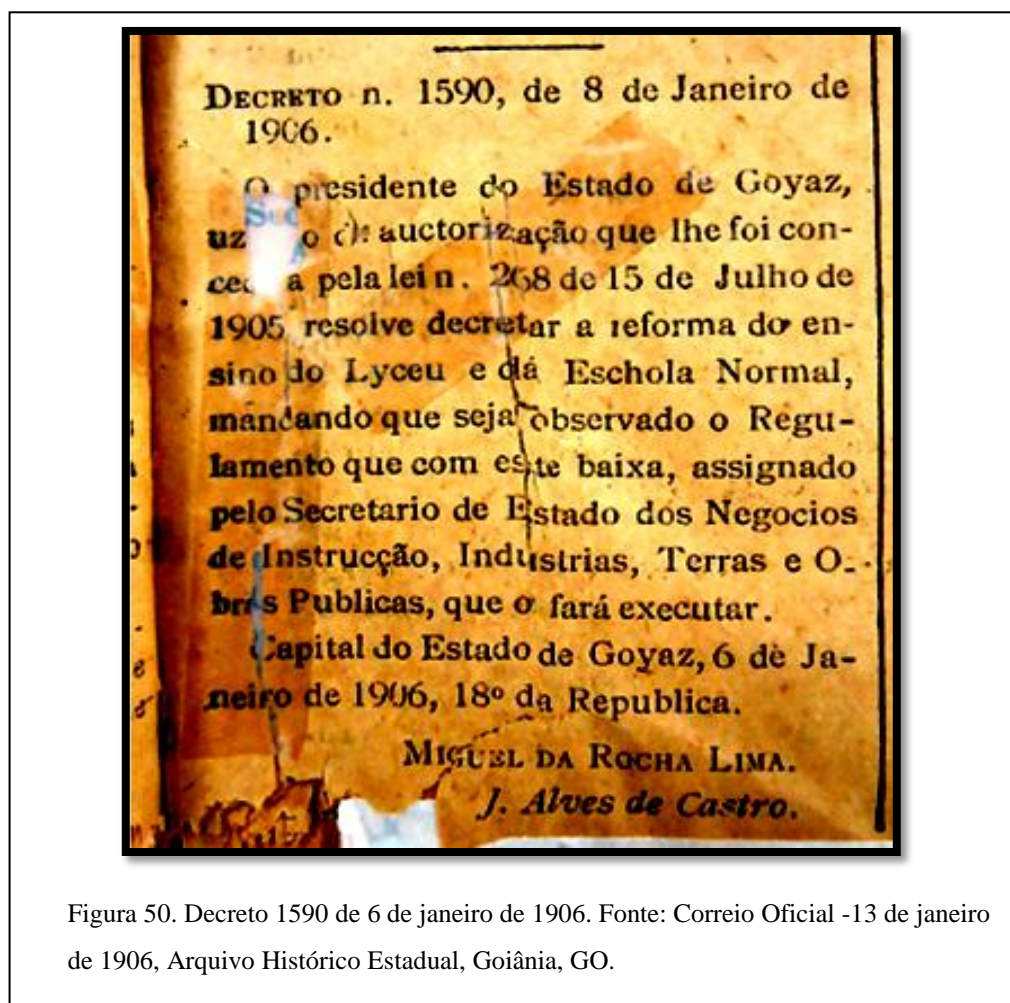 DECRETO n. 1590, de 8 de Janeiro de
1906.
O presidente do Estado de Goyaz,
de auctorização que lhe foi con-
pela lei n. 268 de 15 de Julho de
1905 resolve decretar a reforma do en-
sino do Lyceu e dá Eschola Normal,
mandando que seja observado o Regu-
lamento que com este baixa, assignado
pelo Secretario de Estado dos Negocios
de Instrucção, Industrias, Terras e O-
bras Publicas, que o fará executar.
Capital do Estado de Goyaz, 6 de Ja-
neiro de 1906, 18º da Republica.
MIGUEL DA ROCHA LIMA.
J. Alves de Castro.
Figura 50. Decreto 1590 de 6 de janeiro de 1906. Fonte: Correio Oficial -13 de janeiro
de 1906, Arquivo Histórico Estadual, Goiânia, GO.